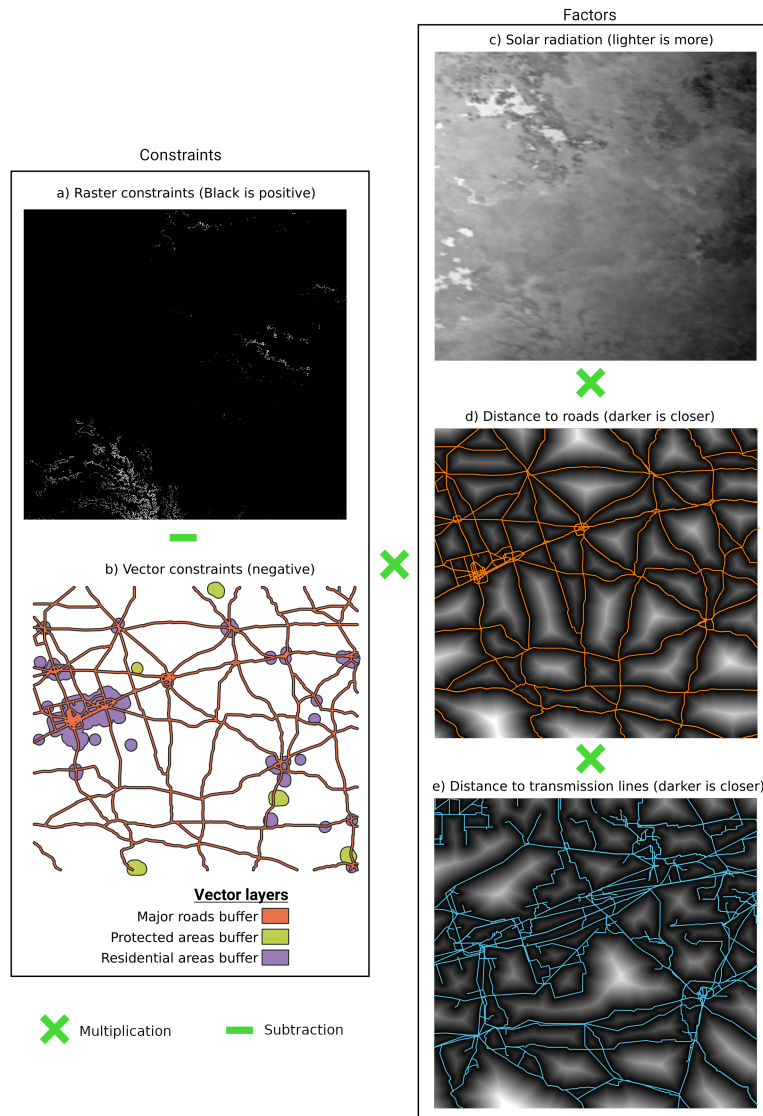 Factors
c) Solar radiation (lighter is more)
Constraints
a) Raster constraints (Black is positive)
d) Distance to roads (darker is closer)
b) Vector constraints (negative)
e) Distance to transmission lines (darker is closer)
Vector layers
Major roads buffer
Protected areas buffer
Residential areas buffer
Multiplication
Subtraction